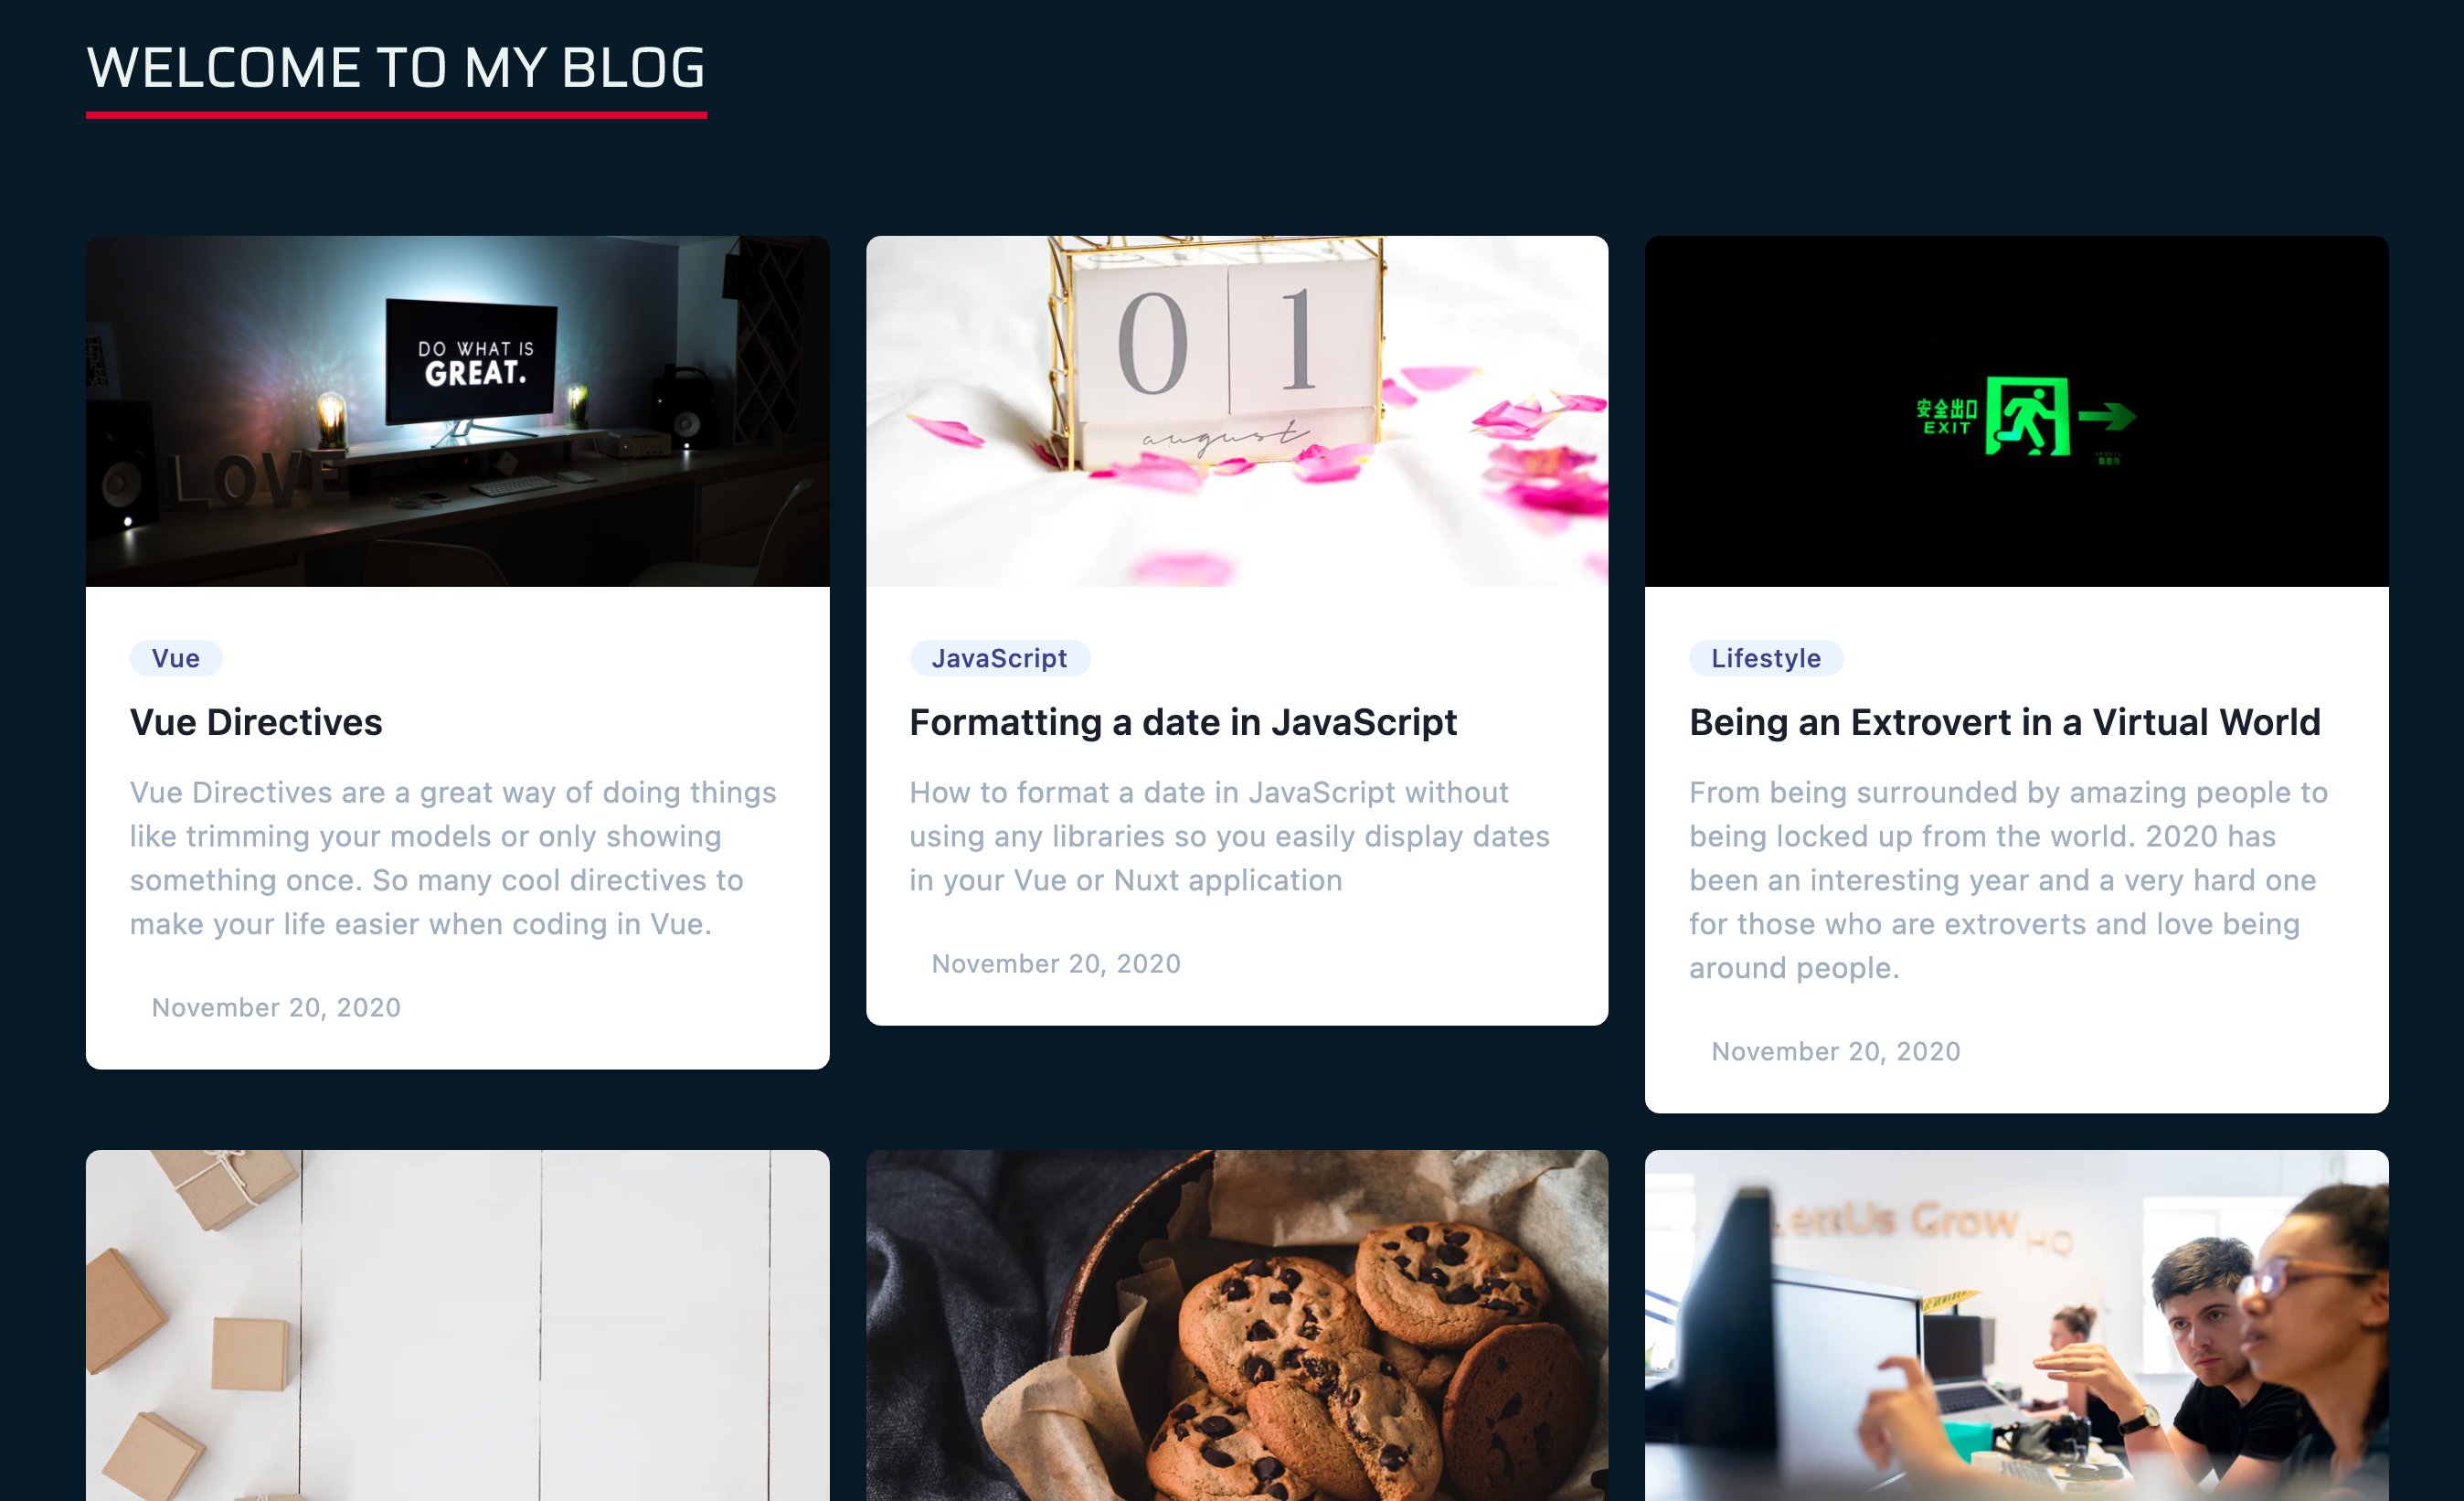 WELCOME TO MY BLOG
DO WHAT IS
GREAT.
LOVE
Vue
Vue Directives
Vue Directives are a great way of doing things
like trimming your models or only showing
something once. So many cool directives to
make your life easier when coding in Vue.
November 20, 2020
01
august
JavaScript
Formatting a date in JavaScript
How to format a date in JavaScript without
using any libraries so you easily display dates
in your Vue or Nuxt application
November 20, 2020
安全出口
EXIT
Lifestyle
Being an Extrovert in a Virtual World
From being surrounded by amazing people to
being locked up from the world. 2020 has
been an interesting year and a very hard one
for those who are extroverts and love being
around people.
November 20, 2020
LettUs Grow
HQ